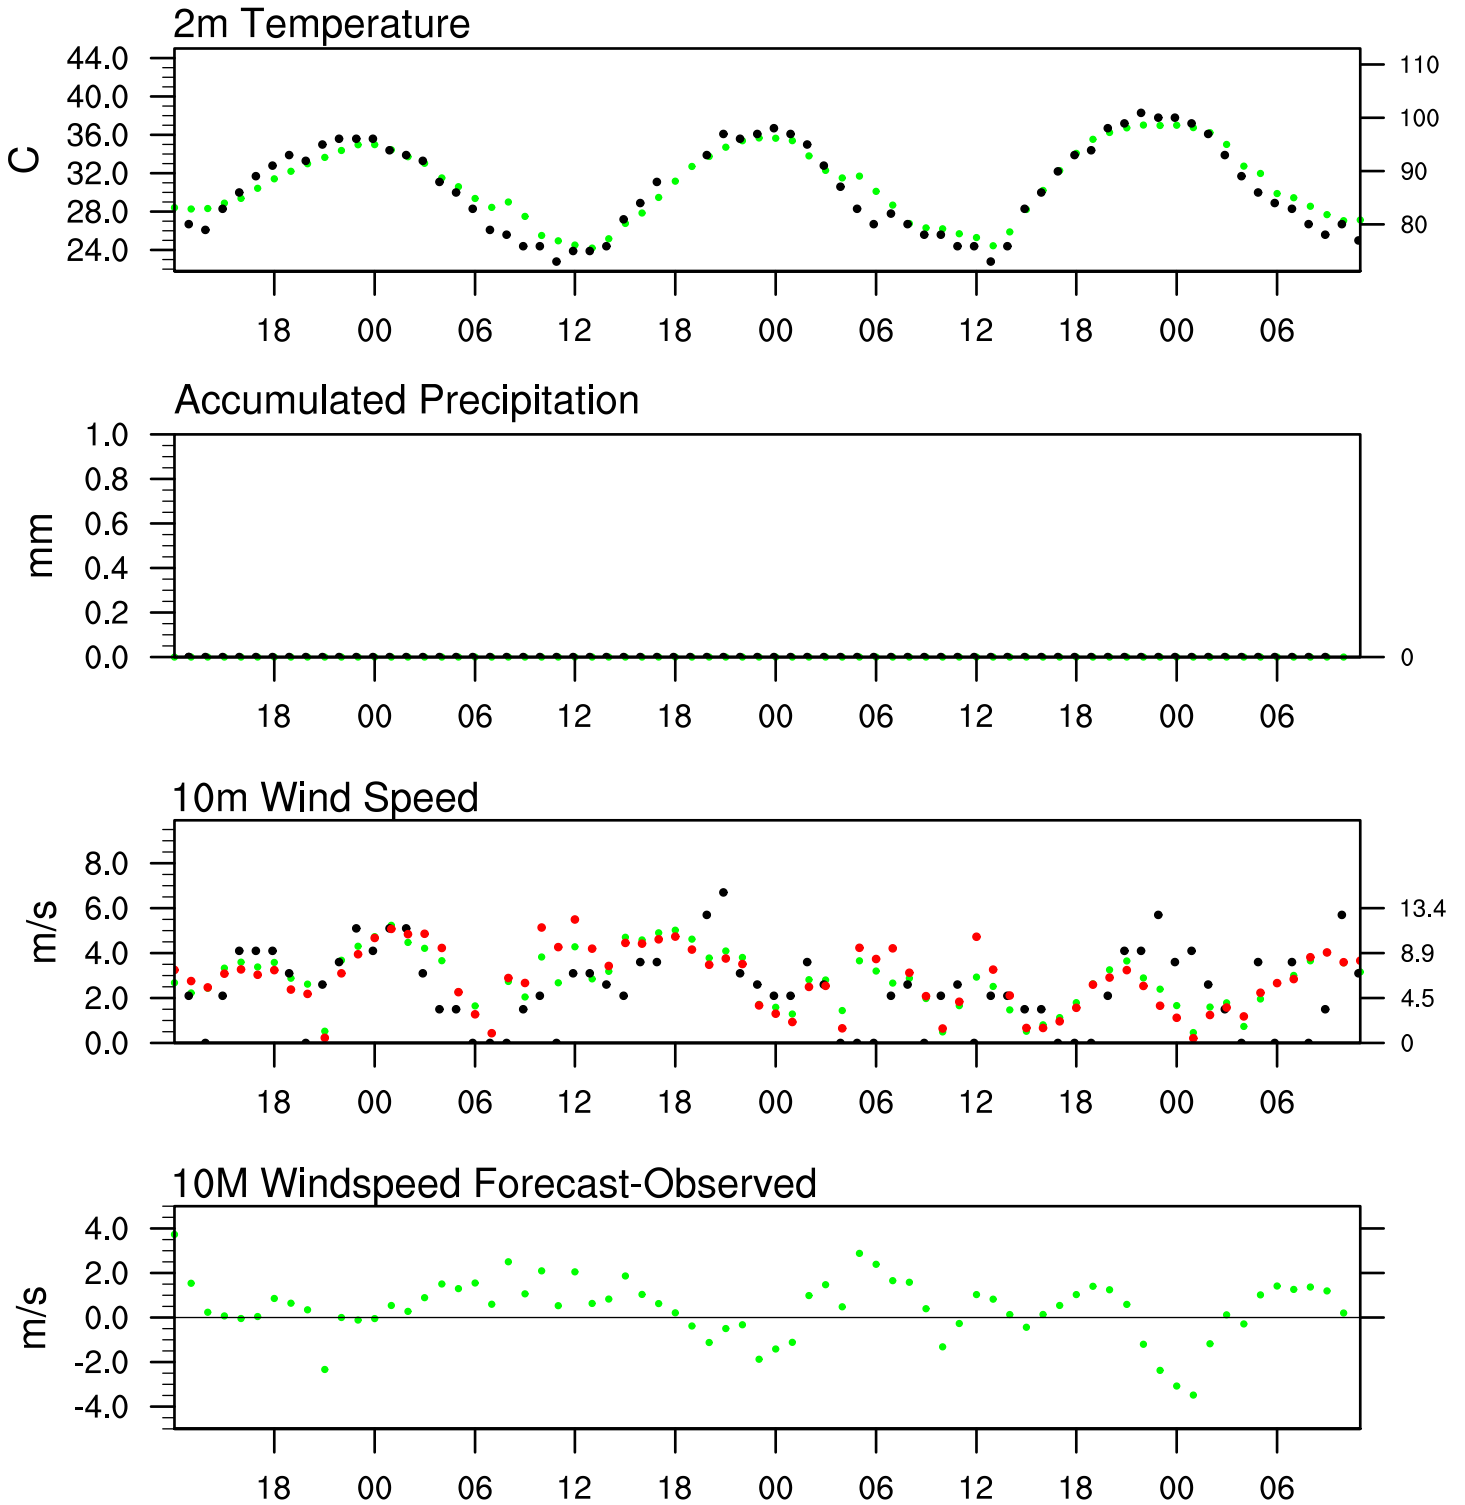 2m Temperature
44.0
110
40.0
100
36.0
C
32.0
90
28.0
80
24.0
18 00 06 12 18 00 06 12 18 00 06
Accumulated Precipitation
1.0
0.8
0.6
mm
0.4
0.2
0.0 0
18 00 06 12 18 00 06 12 18 00 06
10m Wind Speed
8.0
6.0 13.4
m/s
4.0 8.9
2.0 4.5
0.0 0
18 00 06 12 18 00 06 12 18 00 06
10M Windspeed Forecast-Observed
4.0
2.0
m/s
0.0
-2.0
-4.0
18 00 06 12 18 00 06 12 18 00 06